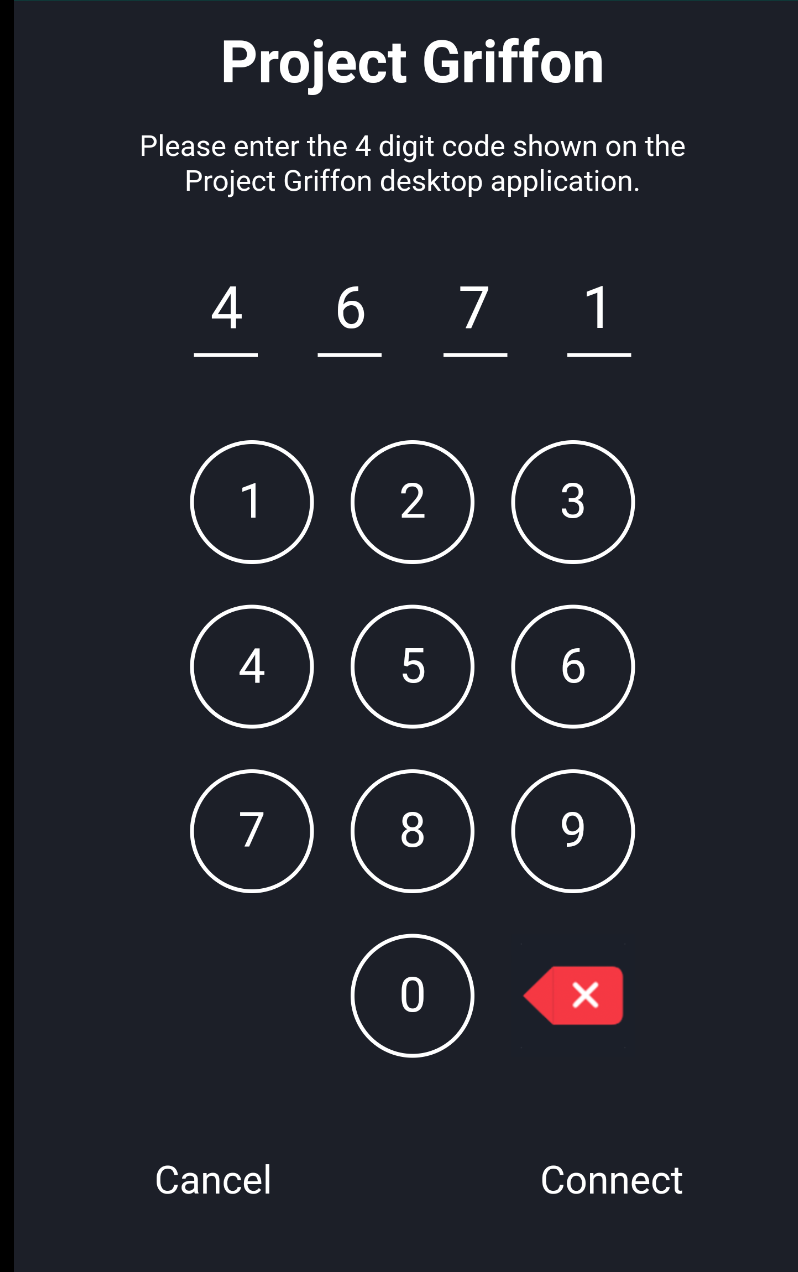 Project Griffon
Please enter the 4 digit code shown on the
Project Griffon desktop application.
4 6 7 1
1 2 3
4 5 6
7 8 9
0
Cancel Connect